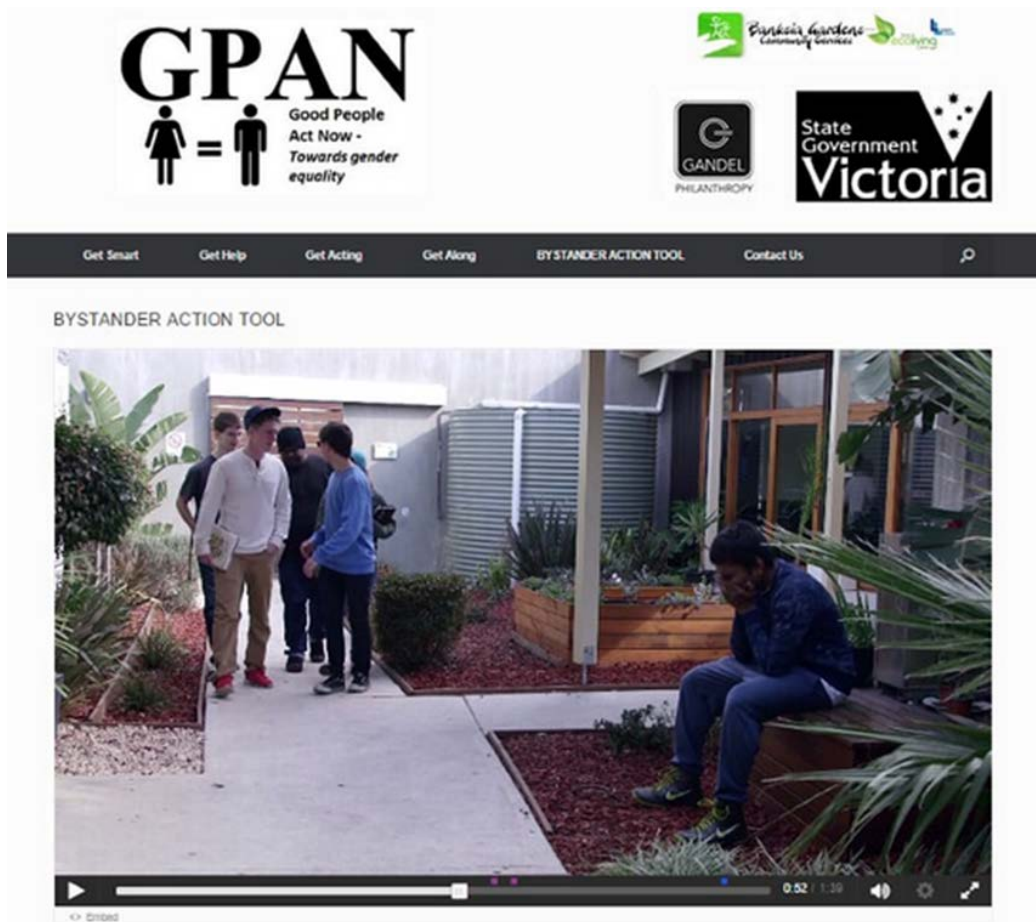 GPAN
Good People
Act Now -
Towards gender
equality
=
Banksia Gardens
Community Services
ecoliving
GANDEL
PHILANTHROPY
State
Government
Victoria
Get Smart Get Help Get Acting Get Along BYSTANDER ACTION TOOL Contact Us
BYSTANDER ACTION TOOL
0:52 / 1:39
<> Embed